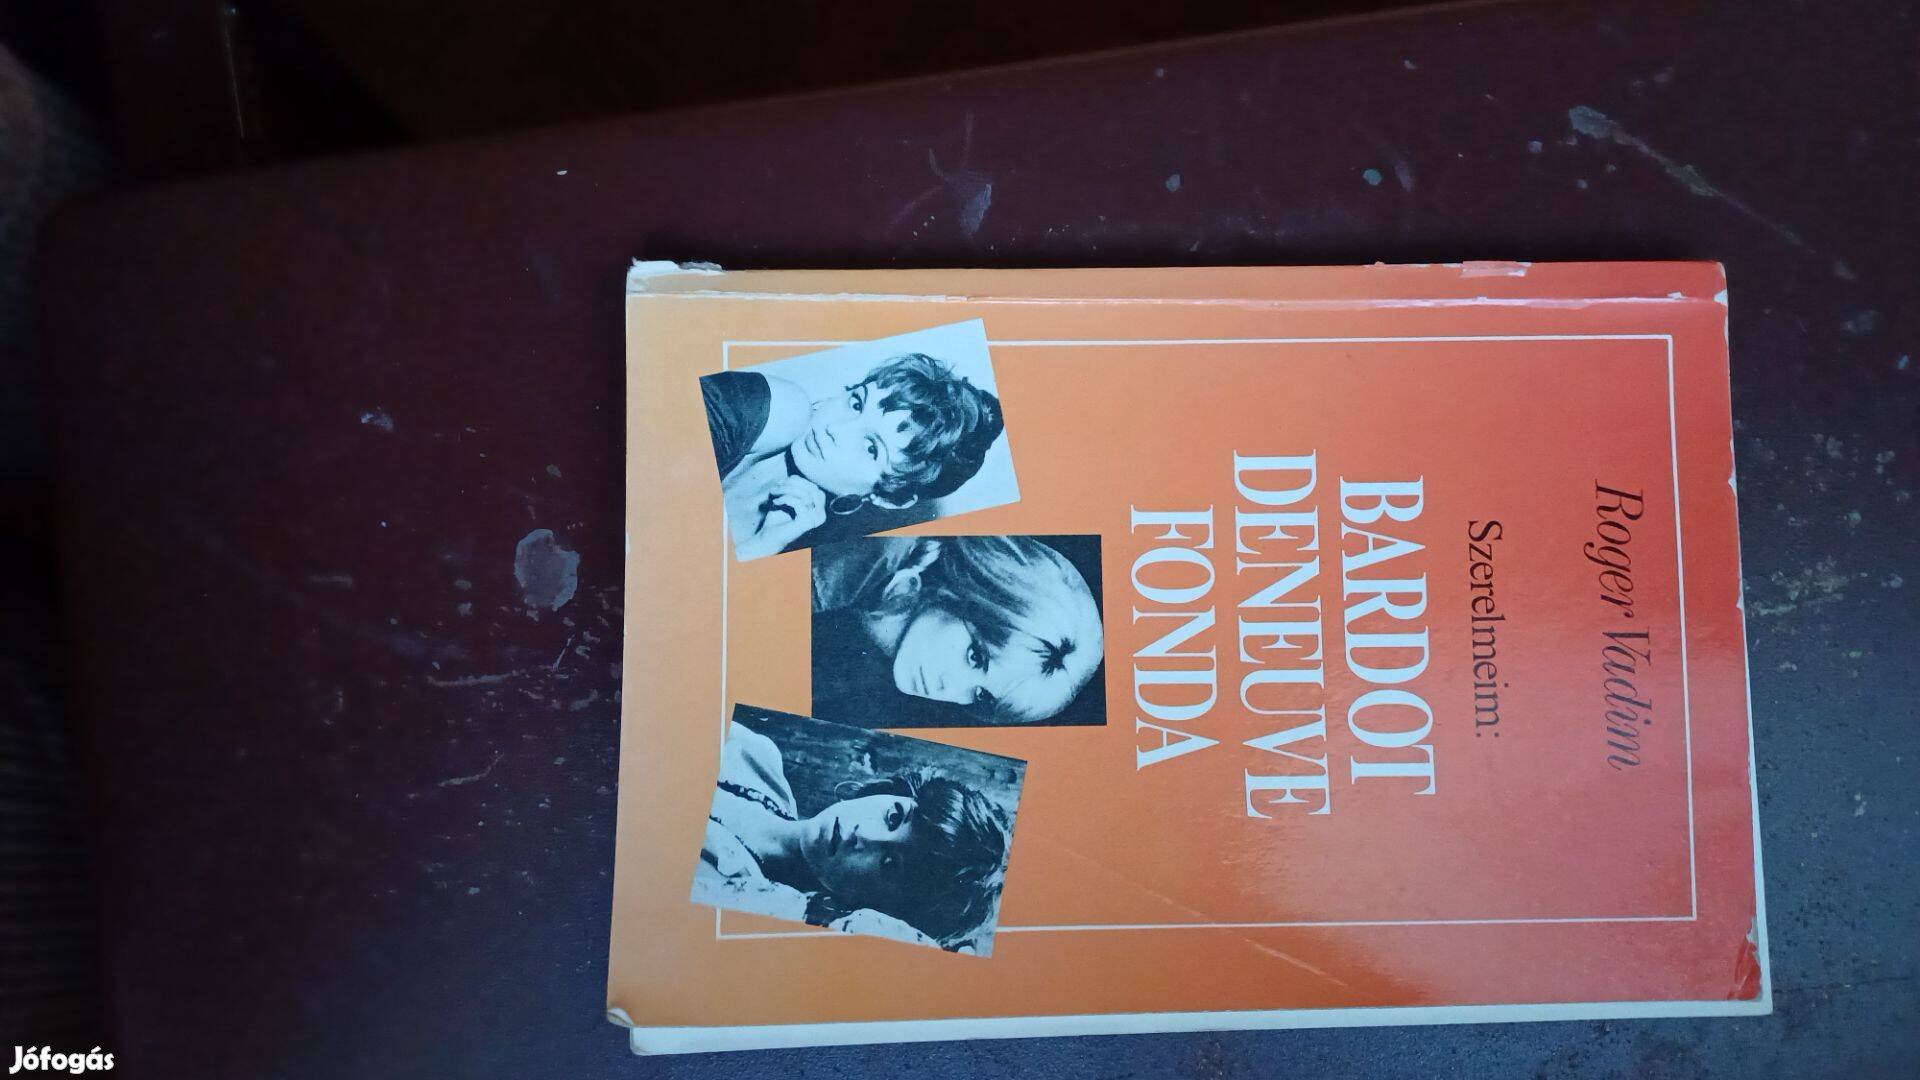 Roger Vadim
Szerelmeim:
BARDOT
DENEUVE
FONDA
Jófogás